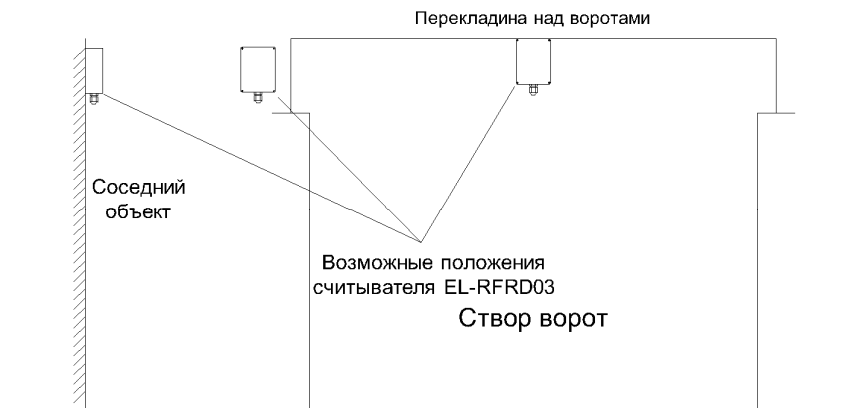 Перекладина над воротами
Соседний
объект
Возможные положения
считывателя EL-RFRD03
Створ ворот